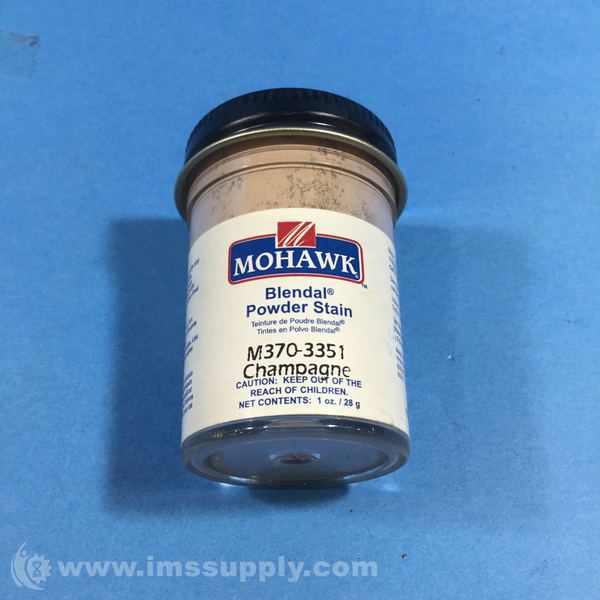 MOHAWK
Blendal®
Powder Stain
Teinture de Poudre Blendal®
Tintes en Polvo Blendal®
M370-3351
Champagne
CAUTION: KEEP OUT OF THE
REACH OF CHILDREN.
NET CONTENTS: 1 oz. / 28 g
www.imssupply.com